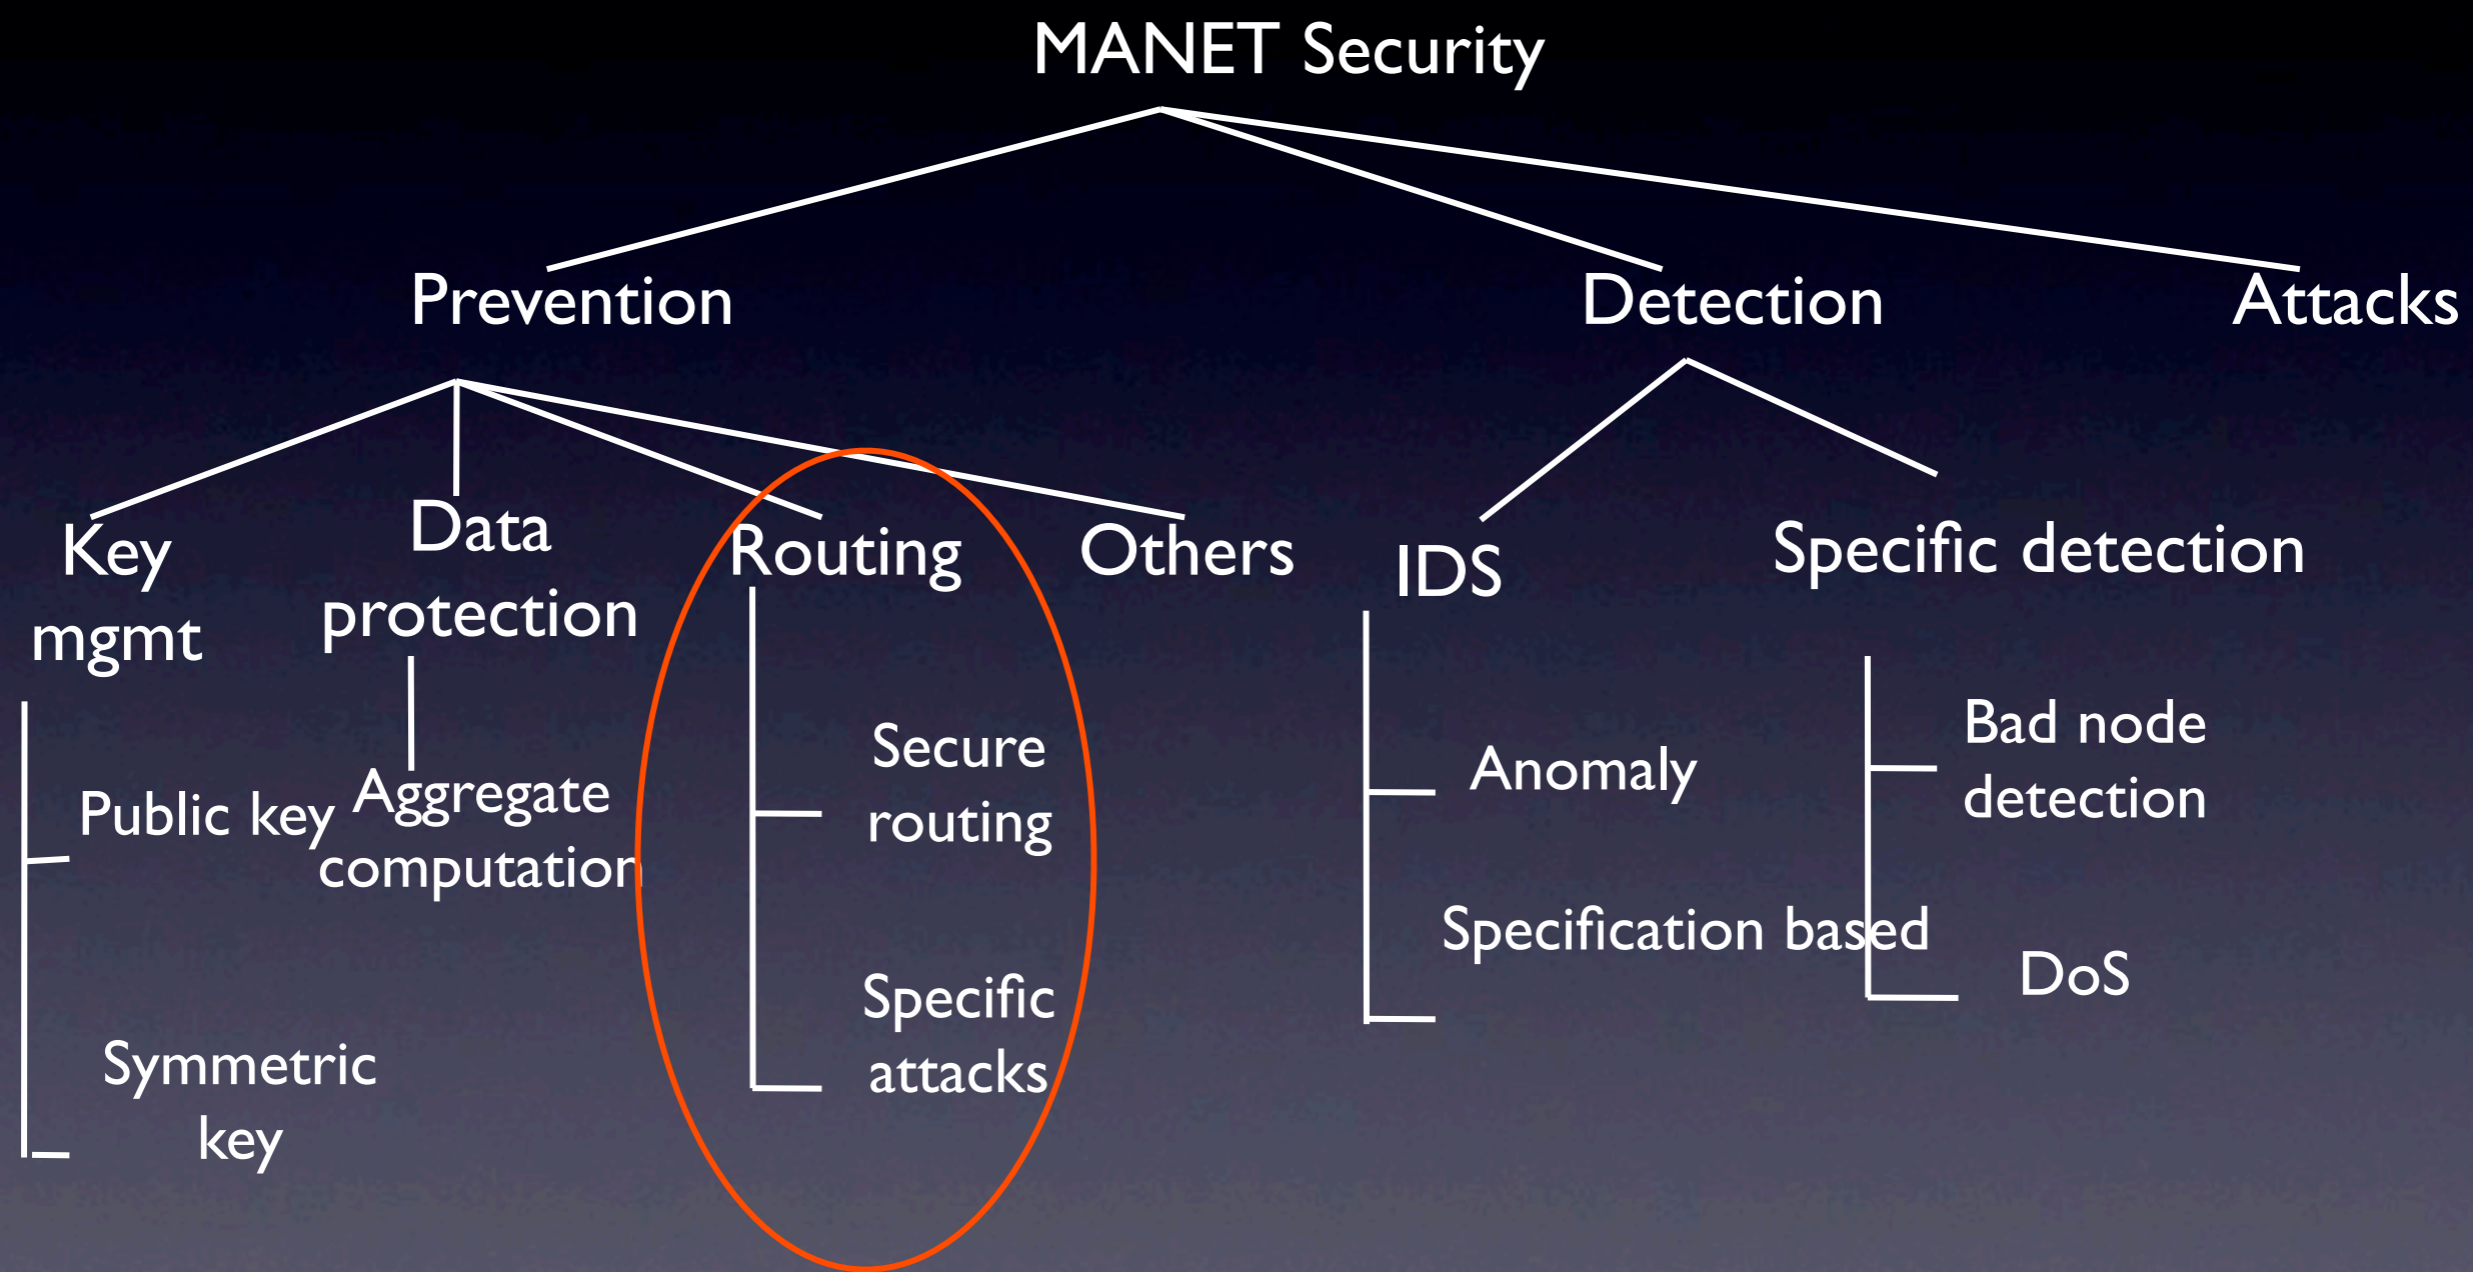 MANET Security
Prevention
Detection
Attacks
Key
mgmt
Data
protection
Routing
Others
IDS
Specific detection
Public key
Aggregate
computation
Secure
routing
Anomaly
Bad node
detection
Specification based
DoS
Specific
attacks
Symmetric
key